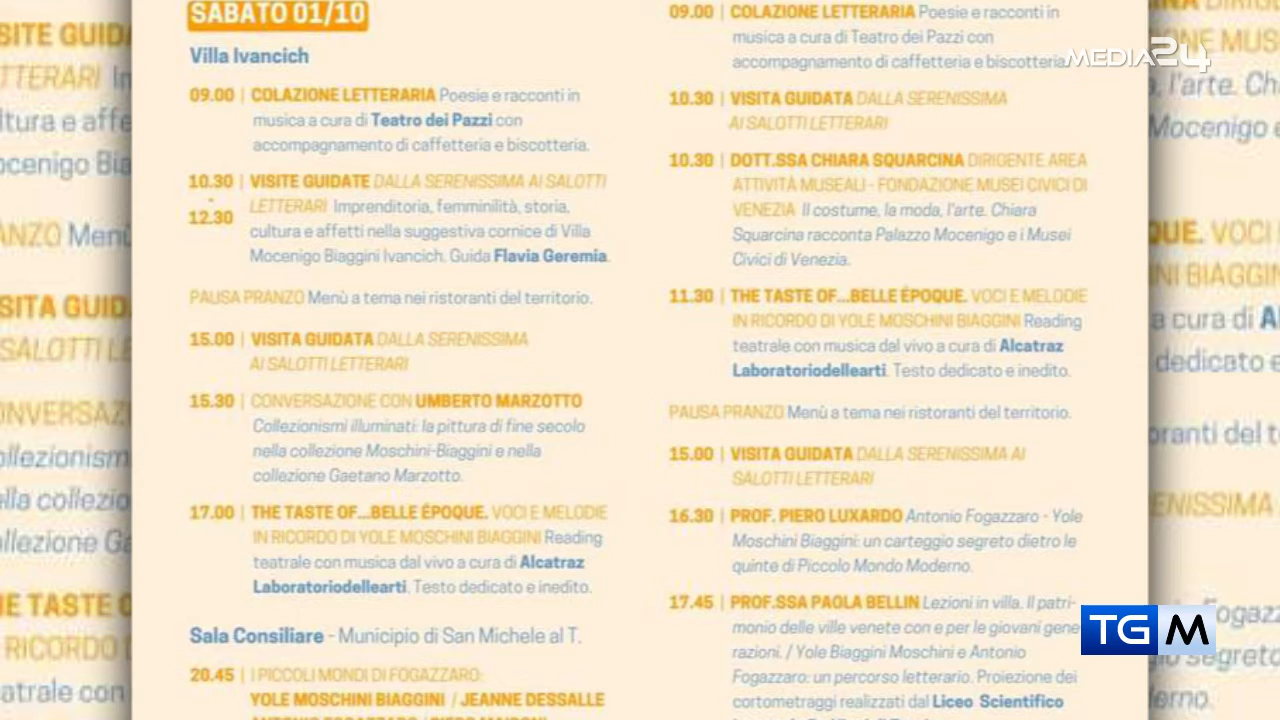 SABATO 01/10
Villa Ivancich
09.00 | COLAZIONE LETTERARIA Poesie e racconti in
musica a cura di Teatro dei Pazzi con
accompagnamento di caffetteria e biscotteria.
10.30 | VISITE GUIDATE DALLA SERENISSIMA AI SALOTTI
- LETTERARI Imprenditoria, femminilità, storia,
12.30 cultura e affetti nella suggestiva cornice di Villa
Mocenigo Biaggini Ivancich. Guida Flavia Geremia.
PAUSA PRANZO Menù a tema nei ristoranti del territorio.
15.00 | VISITA GUIDATA DALLA SERENISSIMA
AI SALOTTI LETTERARI
15.30 | CONVERSAZIONE CON UMBERTO MARZOTTO
Collezionismi illuminati: la pittura di fine secolo
nella collezione Moschini-Biaggini e nella
collezione Gaetano Marzotto.
17.00 | THE TASTE OF...BELLE ÉPOQUE. VOCI E MELODIE
IN RICORDO DI YOLE MOSCHINI BIAGGINI Reading
teatrale con musica dal vivo a cura di Alcatraz
Laboratoriodellearti. Testo dedicato e inedito.
Sala Consiliare - Municipio di San Michele al T.
20.45 | I PICCOLI MONDI DI FOGAZZARO:
YOLE MOSCHINI BIAGGINI / JEANNE DESSALLE
09.00 | COLAZIONE LETTERARIA Poesie e racconti in
musica a cura di Teatro dei Pazzi con
accompagnamento di caffetteria e biscotteria.
10.30 | VISITA GUIDATA DALLA SERENISSIMA
AI SALOTTI LETTERARI
10.30 | DOTT.SSA CHIARA SQUARCINA DIRIGENTE AREA
ATTIVITÀ MUSEALI - FONDAZIONE MUSEI CIVICI DI
VENEZIA Il costume, la moda, l'arte. Chiara
Squarcina racconta Palazzo Mocenigo e i Musei
Civici di Venezia.
11.30 | THE TASTE OF...BELLE ÉPOQUE. VOCI E MELODIE
IN RICORDO DI YOLE MOSCHINI BIAGGINI Reading
teatrale con musica dal vivo a cura di Alcatraz
Laboratoriodellearti. Testo dedicato e inedito.
PAUSA PRANZO Menù a tema nei ristoranti del territorio.
15.00 | VISITA GUIDATA DALLA SERENISSIMA AI
SALOTTI LETTERARI
16.30 | PROF. PIERO LUXARDO Antonio Fogazzaro - Yole
Moschini Biaggini: un carteggio segreto dietro le
quinte di Piccolo Mondo Moderno.
17.45 | PROF.SSA PAOLA BELLIN Lezioni in villa. Il patri-
monio delle ville venete con e per le giovani gene-
razioni. / Yole Biaggini Moschini e Antonio
Fogazzaro: un percorso letterario. Proiezione dei
cortometraggi realizzati dal Liceo Scientifico
MEDIA24
TG M